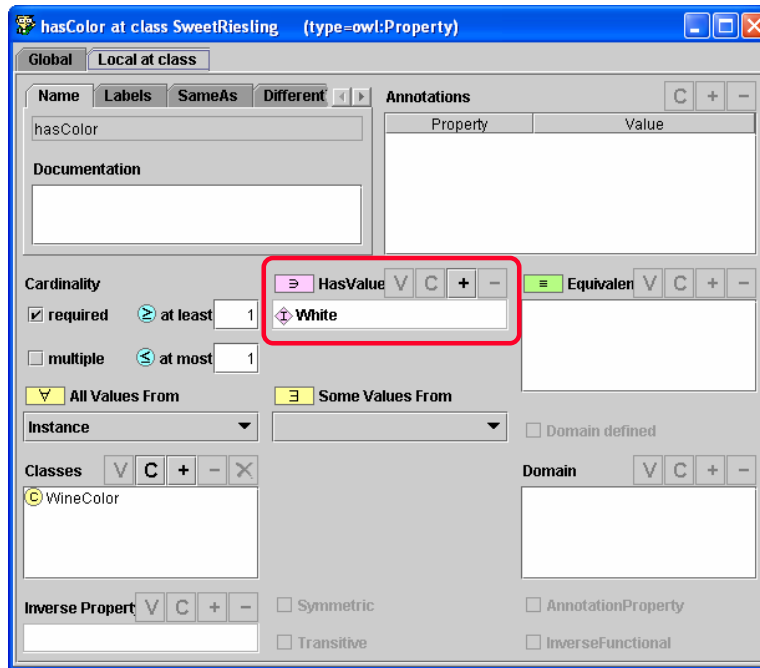 hasColor at class SweetRiesling (type=owl:Property)
Global Local at class
Name Labels SameAs Different
Annotations C + −
Property Value
hasColor
Documentation
Cardinality
∋ HasValue V C + −
≡ Equivalen V C + −
required ≥ at least 1
I White
multiple ≤ at most 1
∀ All Values From
∃ Some Values From
Instance
Domain defined
Classes V C + − ×
Domain V C + −
C WineColor
Inverse Propert V C + −
Symmetric
AnnotationProperty
Transitive
InverseFunctional